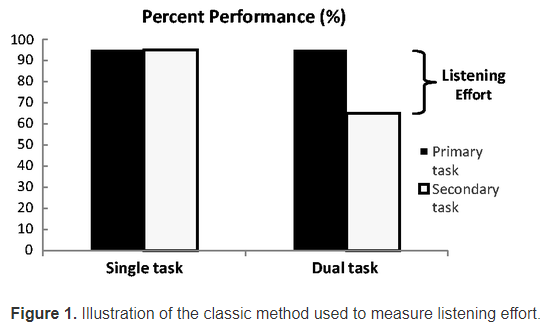 Percent Performance (%)
100
90
80
70
60
50
40
30
20
10
0
Single task
Dual task
Listening
Effort
Primary
task
Secondary
task
Figure 1. Illustration of the classic method used to measure listening effort.